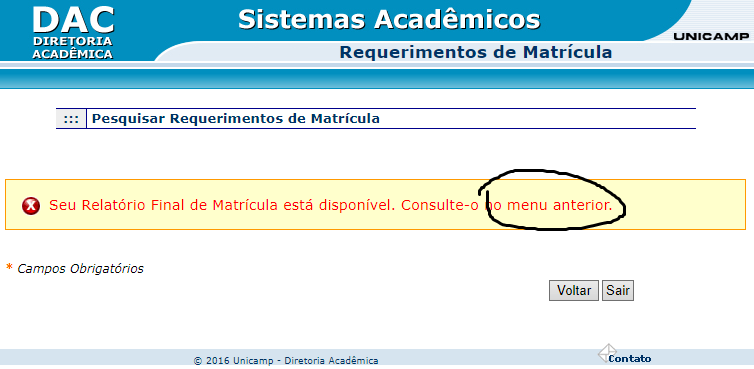 DAC
DIRETORIA
ACADÊMICA
Sistemas Acadêmicos
UNICAMP
Requerimentos de Matrícula
::: Pesquisar Requerimentos de Matrícula
Seu Relatório Final de Matrícula está disponível. Consulte-o no menu anterior.
* Campos Obrigatórios
Voltar Sair
© 2016 Unicamp - Diretoria Acadêmica
Contato